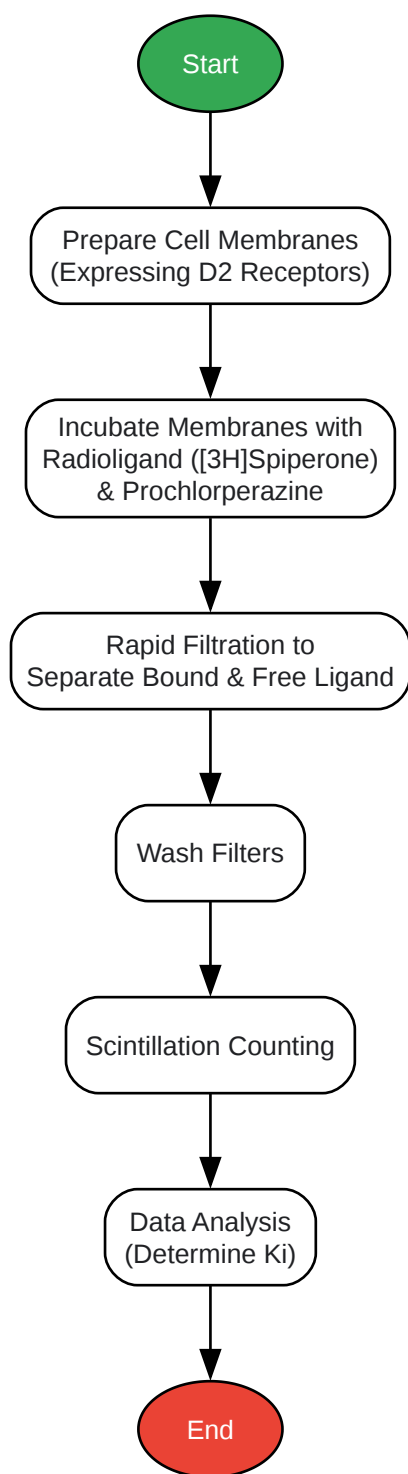 Start
Prepare Cell Membranes
(Expressing D2 Receptors)
Incubate Membranes with
Radioligand ([3H]Spiperone)
& Prochlorperazine
Rapid Filtration to
Separate Bound & Free Ligand
Wash Filters
Scintillation Counting
Data Analysis
(Determine Ki)
End